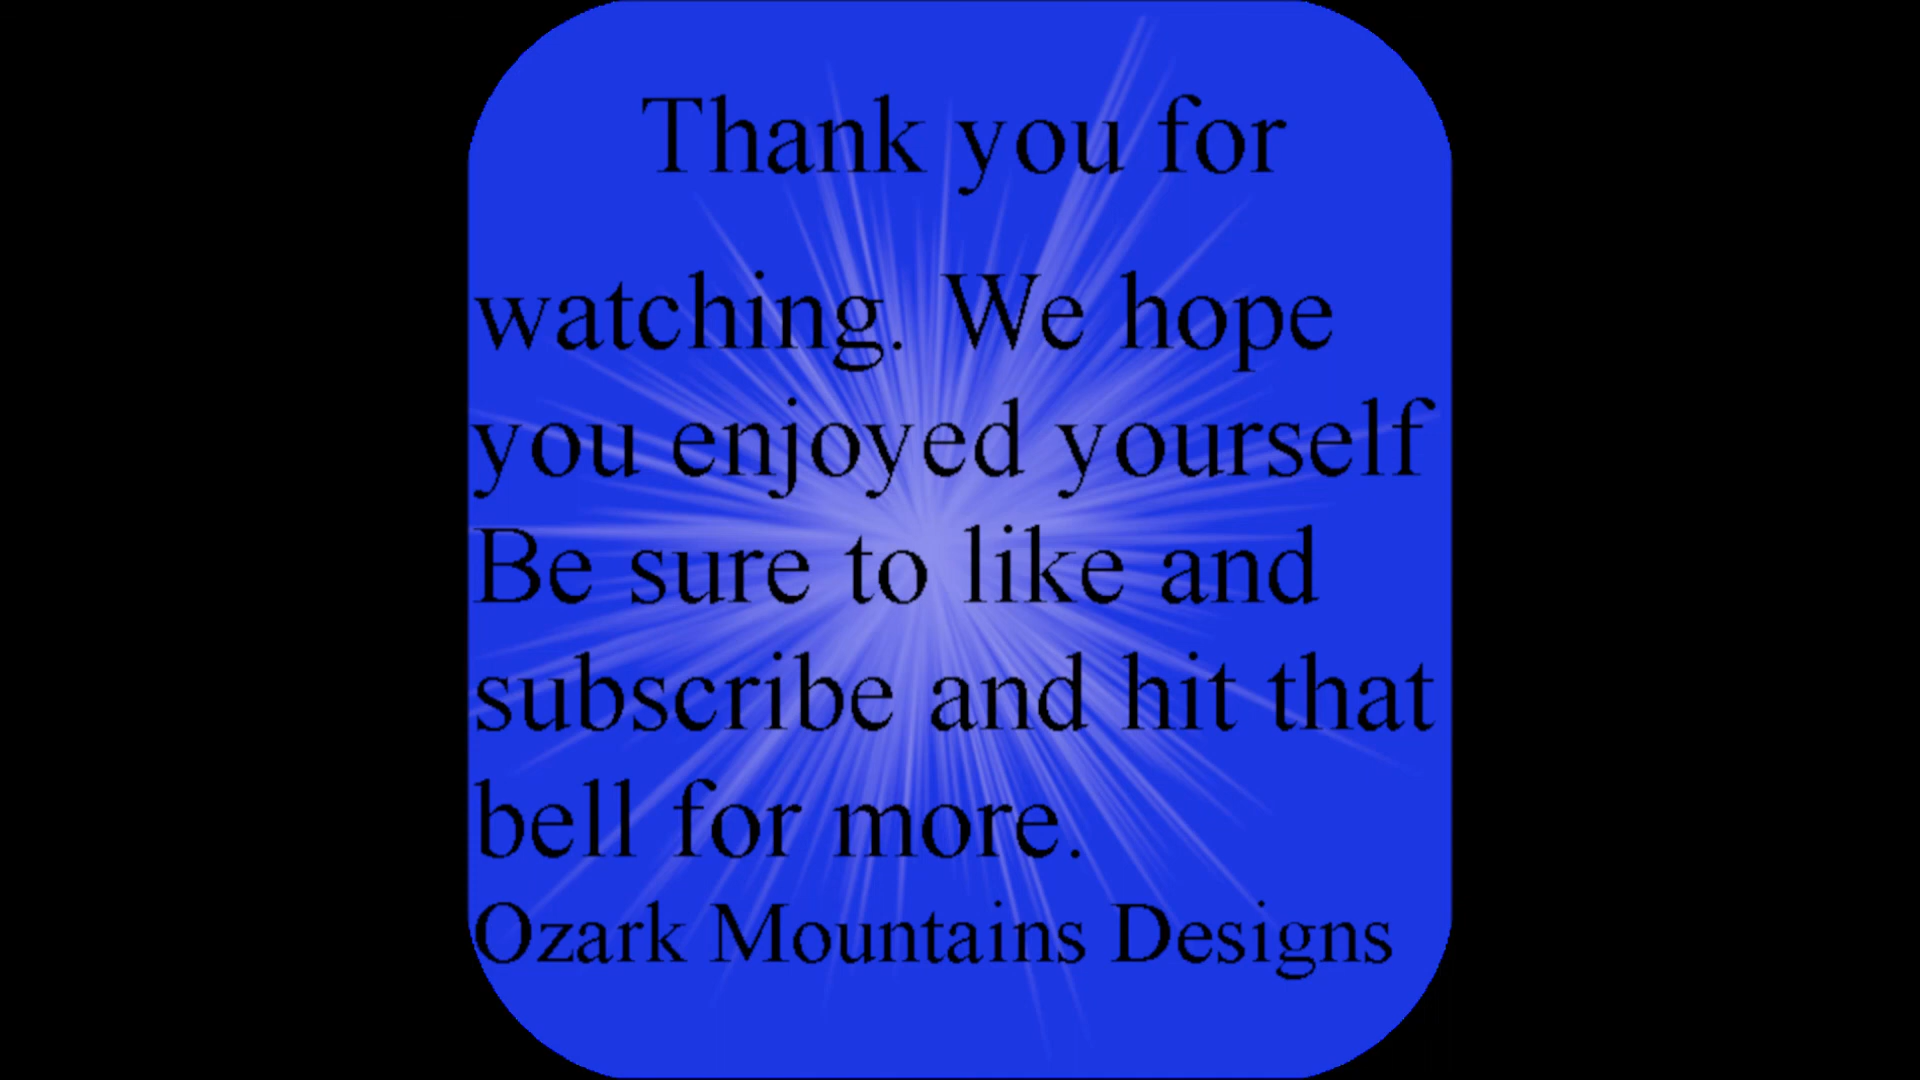 Thank you for
watching. We hope
you enjoyed yourself
Be sure to like and
subscribe and hit that
bell for more.
Ozark Mountains Designs